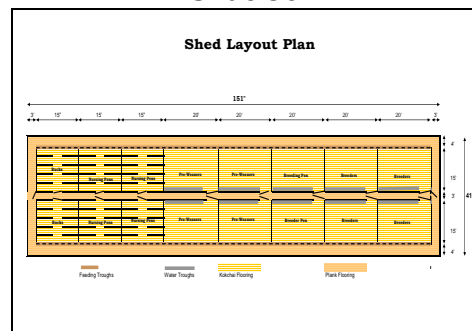 Shed Layout Plan
151'
3' 15' 15' 15' 20' 20' 20' 20' 20' 3'
4'
Bucks Nursing Pens Nursing Pens Pre-Weaners Pre-Weaners Breeding Pen Breeders Breeders
15'
3'
41'
Bucks Nursing Pens Nursing Pens Pre-Weaners Pre-Weaners Breeder Pen Breeders Breeders
15'
4'
Feeding Troughs Water Troughs Kokchai Flooring Plank Flooring